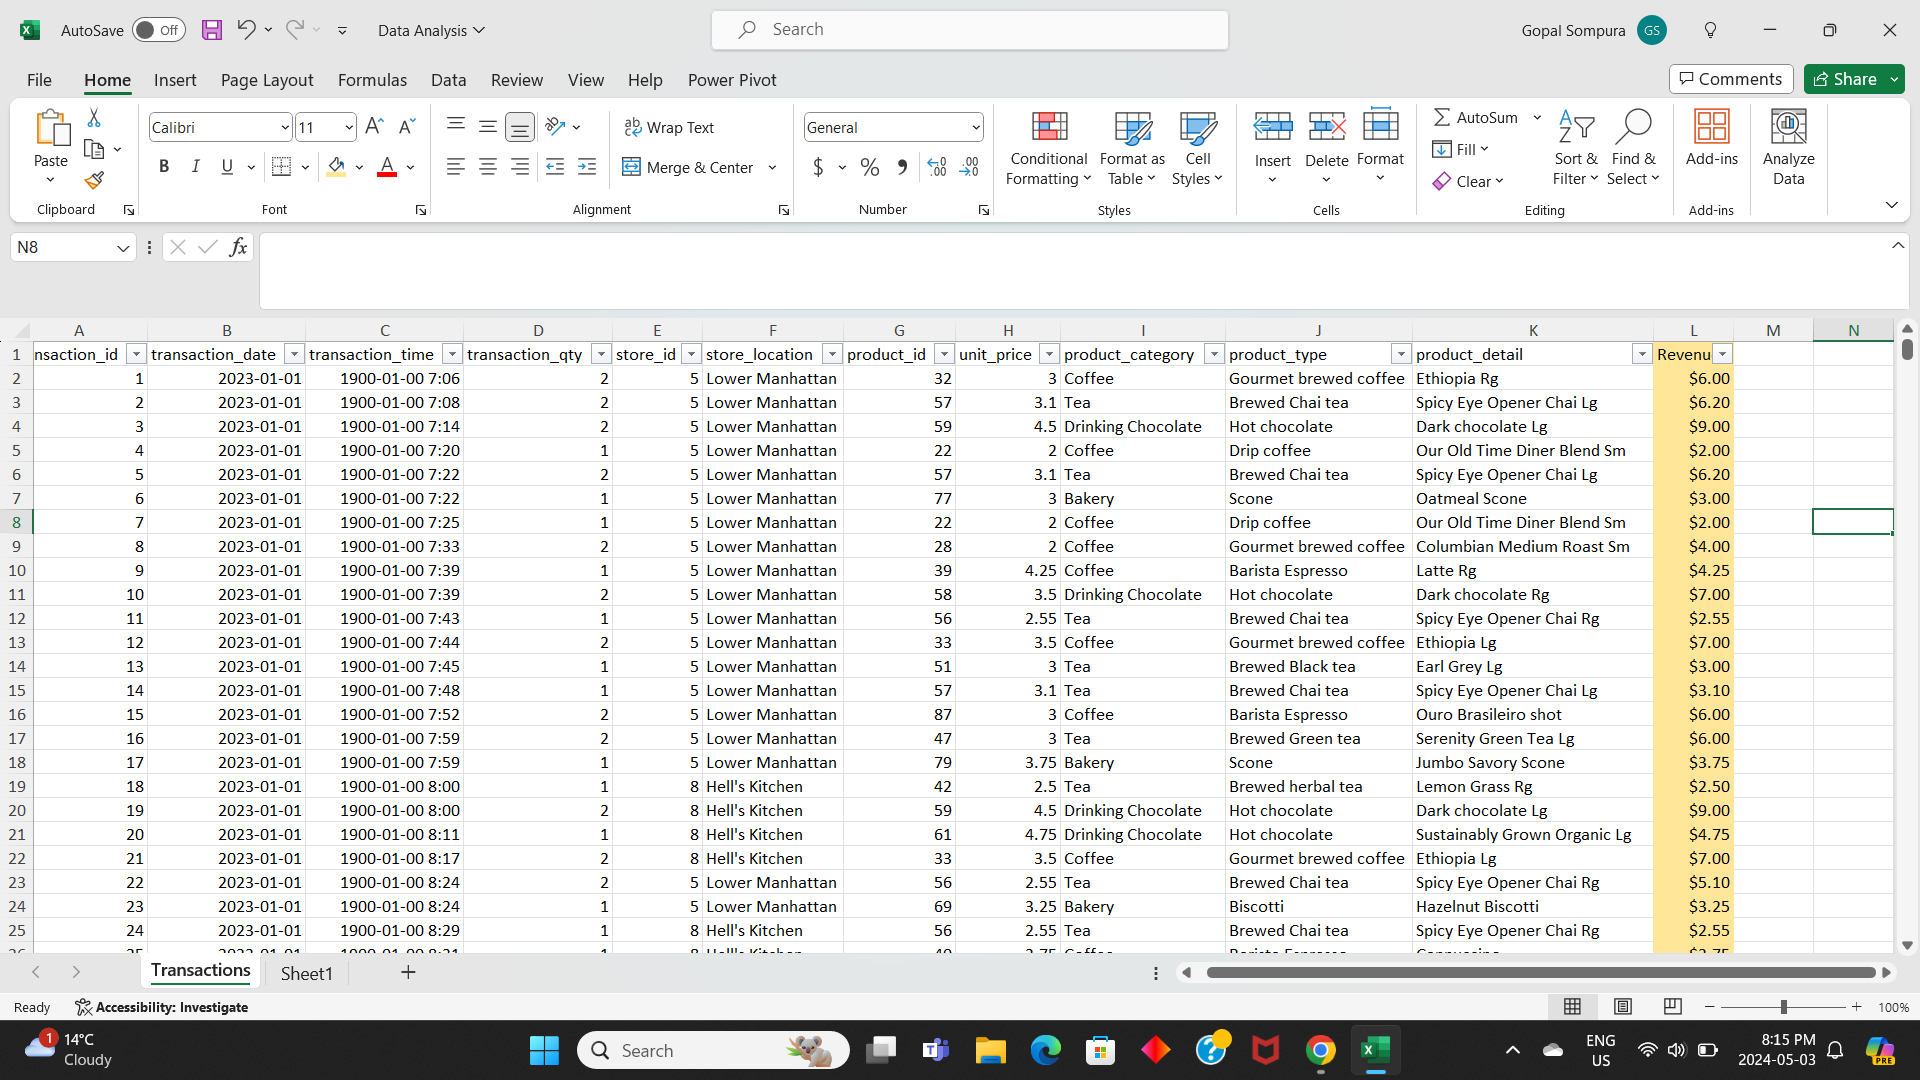 AutoSave Off Data Analysis Search Gopal Sompura GS
File Home Insert Page Layout Formulas Data Review View Help Power Pivot Comments Share
Paste Calibri 11 Wrap Text General Conditional Formatting Format as Table Cell Styles Insert Delete Format AutoSum Sort & Filter Find & Select Add-ins Analyze Data
B I U A Merge & Center $ % Fill Clear
Clipboard Font Alignment Number Styles Cells Editing Add-ins
N8 fx
A B C D E F G H I J K L M N
1 nsaction_id transaction_date transaction_time transaction_qty store_id store_location product_id unit_price product_category product_type product_detail Revenu
2 1 2023-01-01 1900-01-00 7:06 2 5 Lower Manhattan 32 3 Coffee Gourmet brewed coffee Ethiopia Rg $6.00
3 2 2023-01-01 1900-01-00 7:08 2 5 Lower Manhattan 57 3.1 Tea Brewed Chai tea Spicy Eye Opener Chai Lg $6.20
4 3 2023-01-01 1900-01-00 7:14 2 5 Lower Manhattan 59 4.5 Drinking Chocolate Hot chocolate Dark chocolate Lg $9.00
5 4 2023-01-01 1900-01-00 7:20 1 5 Lower Manhattan 22 2 Coffee Drip coffee Our Old Time Diner Blend Sm $2.00
6 5 2023-01-01 1900-01-00 7:22 2 5 Lower Manhattan 57 3.1 Tea Brewed Chai tea Spicy Eye Opener Chai Lg $6.20
7 6 2023-01-01 1900-01-00 7:22 1 5 Lower Manhattan 77 3 Bakery Scone Oatmeal Scone $3.00
8 7 2023-01-01 1900-01-00 7:25 1 5 Lower Manhattan 22 2 Coffee Drip coffee Our Old Time Diner Blend Sm $2.00
9 8 2023-01-01 1900-01-00 7:33 2 5 Lower Manhattan 28 2 Coffee Gourmet brewed coffee Columbian Medium Roast Sm $4.00
10 9 2023-01-01 1900-01-00 7:39 1 5 Lower Manhattan 39 4.25 Coffee Barista Espresso Latte Rg $4.25
11 10 2023-01-01 1900-01-00 7:39 2 5 Lower Manhattan 58 3.5 Drinking Chocolate Hot chocolate Dark chocolate Rg $7.00
12 11 2023-01-01 1900-01-00 7:43 1 5 Lower Manhattan 56 2.55 Tea Brewed Chai tea Spicy Eye Opener Chai Rg $2.55
13 12 2023-01-01 1900-01-00 7:44 2 5 Lower Manhattan 33 3.5 Coffee Gourmet brewed coffee Ethiopia Lg $7.00
14 13 2023-01-01 1900-01-00 7:45 1 5 Lower Manhattan 51 3 Tea Brewed Black tea Earl Grey Lg $3.00
15 14 2023-01-01 1900-01-00 7:48 1 5 Lower Manhattan 57 3.1 Tea Brewed Chai tea Spicy Eye Opener Chai Lg $3.10
16 15 2023-01-01 1900-01-00 7:52 2 5 Lower Manhattan 87 3 Coffee Barista Espresso Ouro Brasileiro shot $6.00
17 16 2023-01-01 1900-01-00 7:59 2 5 Lower Manhattan 47 3 Tea Brewed Green tea Serenity Green Tea Lg $6.00
18 17 2023-01-01 1900-01-00 7:59 1 5 Lower Manhattan 79 3.75 Bakery Scone Jumbo Savory Scone $3.75
19 18 2023-01-01 1900-01-00 8:00 1 8 Hell's Kitchen 42 2.5 Tea Brewed herbal tea Lemon Grass Rg $2.50
20 19 2023-01-01 1900-01-00 8:00 2 8 Hell's Kitchen 59 4.5 Drinking Chocolate Hot chocolate Dark chocolate Lg $9.00
21 20 2023-01-01 1900-01-00 8:11 1 8 Hell's Kitchen 61 4.75 Drinking Chocolate Hot chocolate Sustainably Grown Organic Lg $4.75
22 21 2023-01-01 1900-01-00 8:17 2 8 Hell's Kitchen 33 3.5 Coffee Gourmet brewed coffee Ethiopia Lg $7.00
23 22 2023-01-01 1900-01-00 8:24 2 5 Lower Manhattan 56 2.55 Tea Brewed Chai tea Spicy Eye Opener Chai Rg $5.10
24 23 2023-01-01 1900-01-00 8:24 1 5 Lower Manhattan 69 3.25 Bakery Biscotti Hazelnut Biscotti $3.25
25 24 2023-01-01 1900-01-00 8:29 1 8 Hell's Kitchen 56 2.55 Tea Brewed Chai tea Spicy Eye Opener Chai Rg $2.55
Transactions Sheet1
Ready Accessibility: Investigate 100%
1 14°C Search ENG 8:15 PM
Cloudy US 2024-05-03 PRE